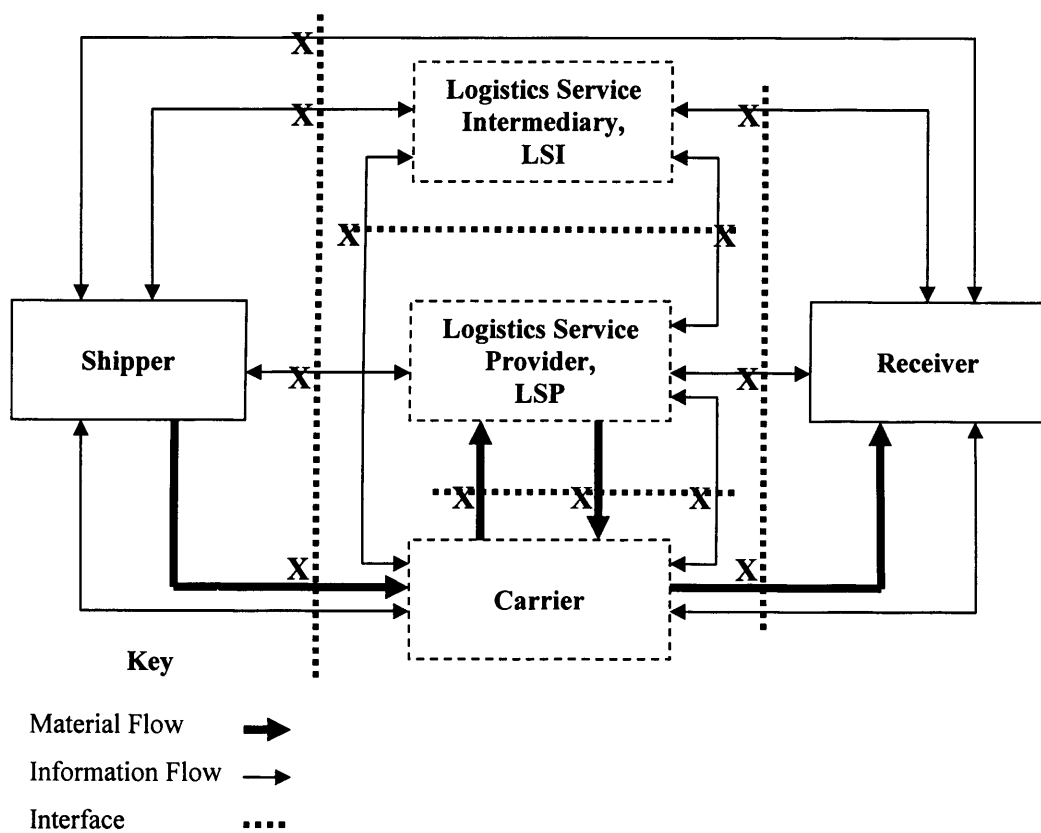 X
X
Logistics Service
Intermediary,
LSI
X
X
X
Shipper
X
Logistics Service
Provider,
LSP
X
Receiver
X
X
X
X
Carrier
X
Key
Material Flow
Information Flow
Interface